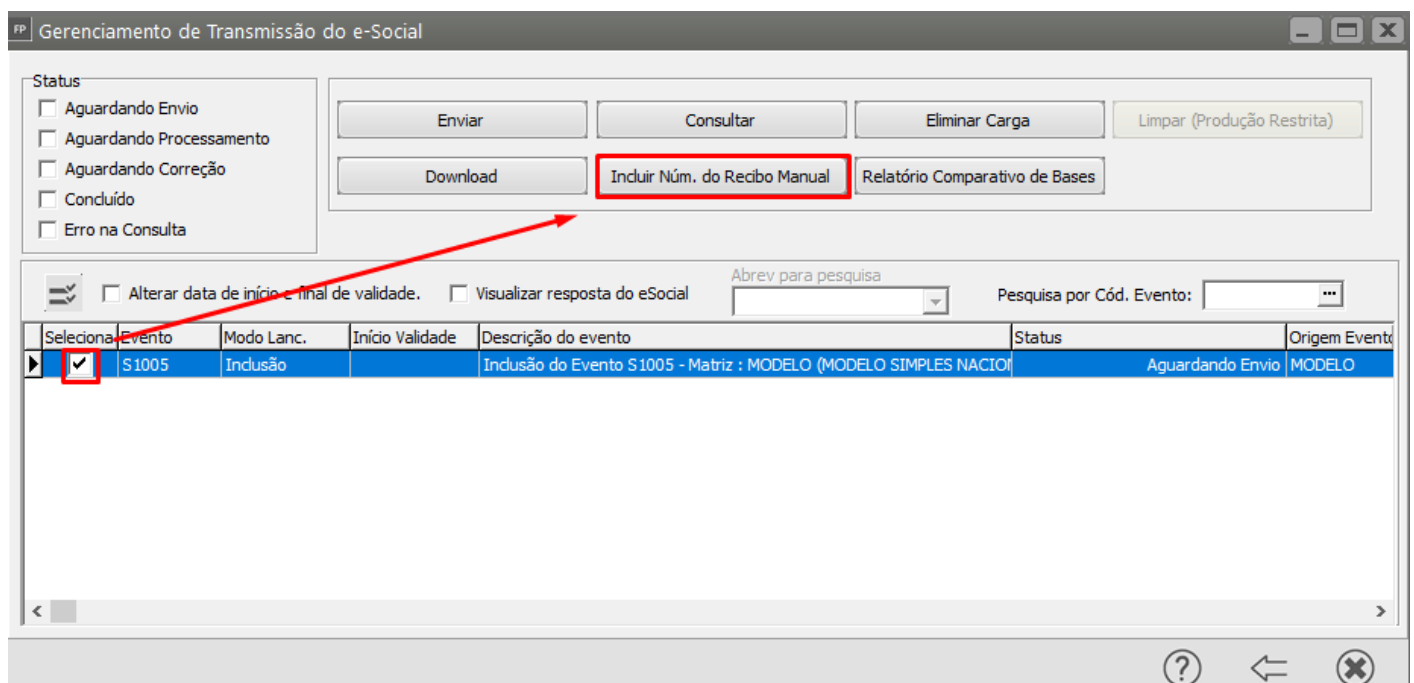 FP Gerenciamento de Transmissão do e-Social
Status
Aguardando Envio
Aguardando Processamento
Aguardando Correção
Concluído
Erro na Consulta
Enviar
Consultar
Eliminar Carga
Limpar (Produção Restrita)
Download
Incluir Núm. do Recibo Manual
Relatório Comparativo de Bases
Alterar data de início e final de validade.
Visualizar resposta do eSocial
Abrev para pesquisa
Pesquisa por Cód. Evento:
...
Seleciona Evento Modo Lanc. Início Validade Descrição do evento Status Origem Evento
S1005 Inclusão Inclusão do Evento S1005 - Matriz : MODELO (MODELO SIMPLES NACION Aguardando Envio MODELO